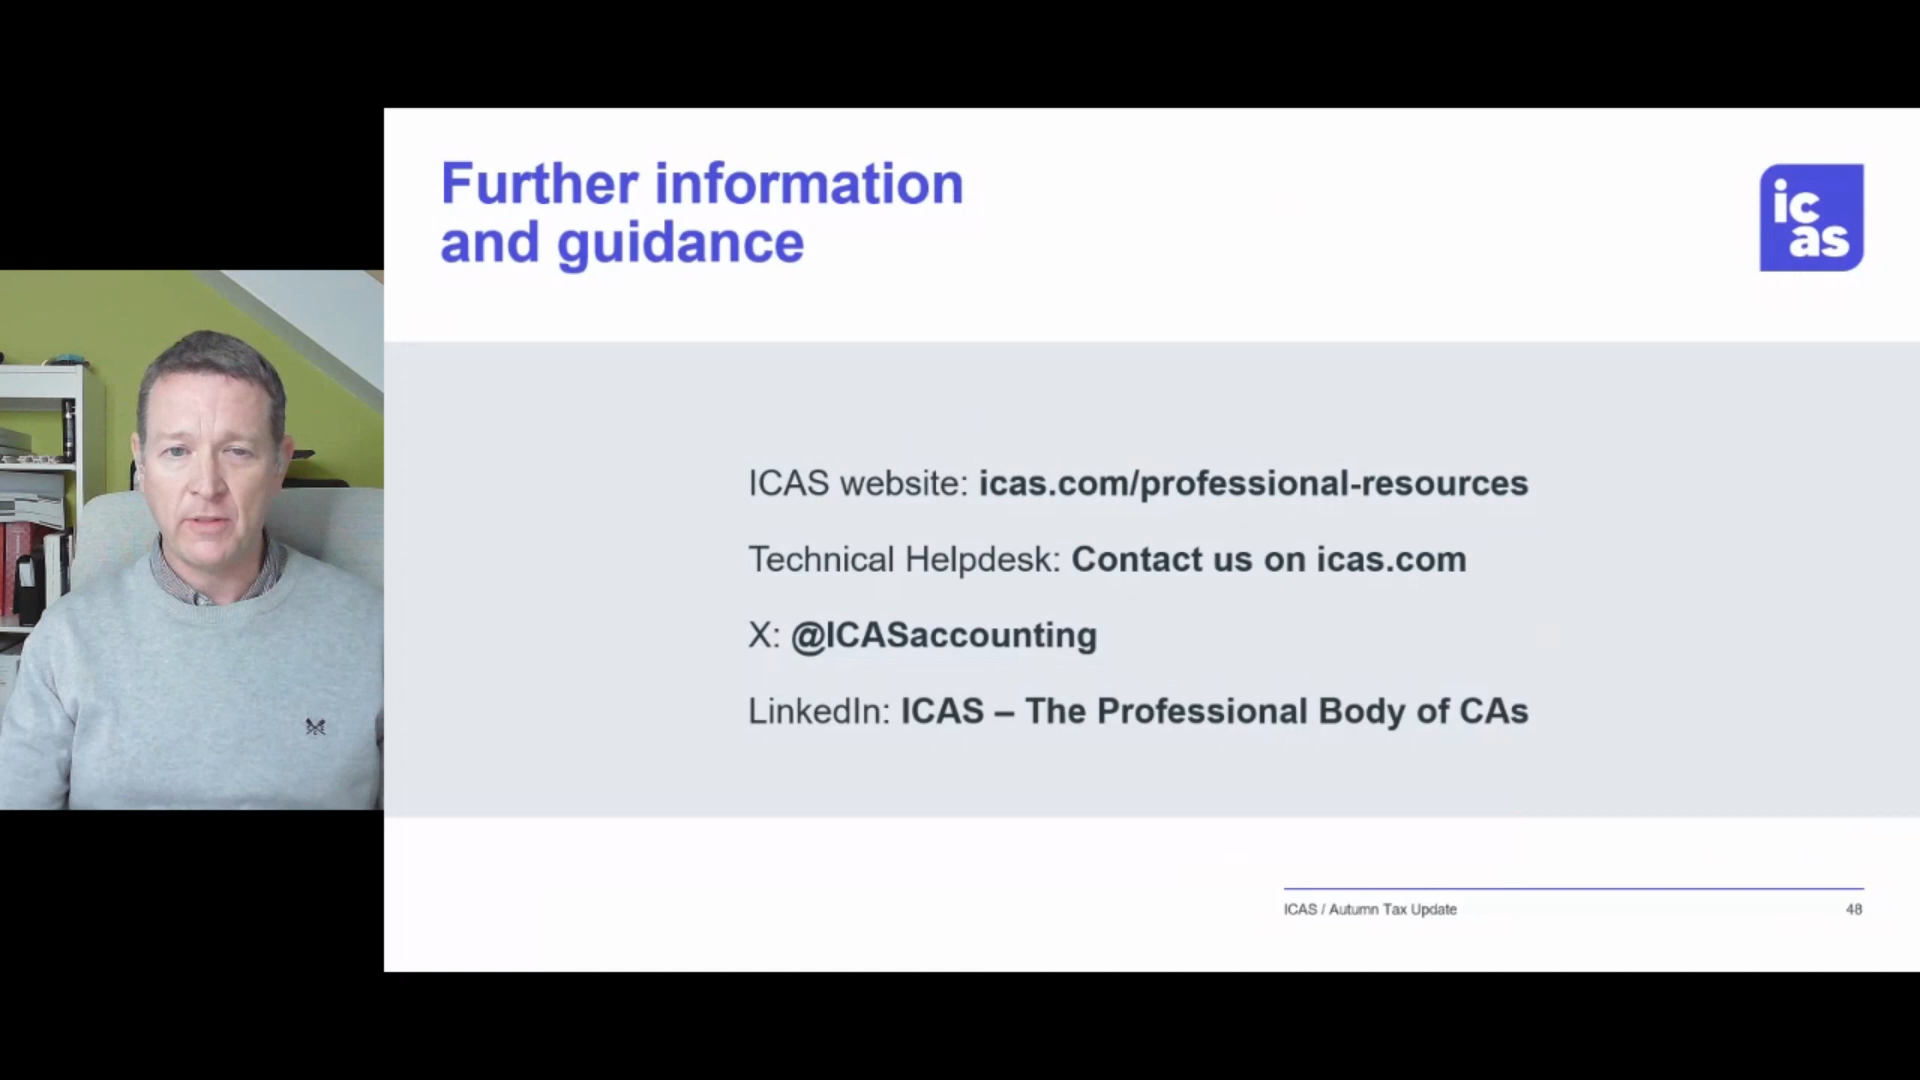 Further information
and guidance
ic
as
ICAS website: icas.com/professional-resources
Technical Helpdesk: Contact us on icas.com
X: @ICASaccounting
LinkedIn: ICAS – The Professional Body of CAs
ICAS / Autumn Tax Update
48